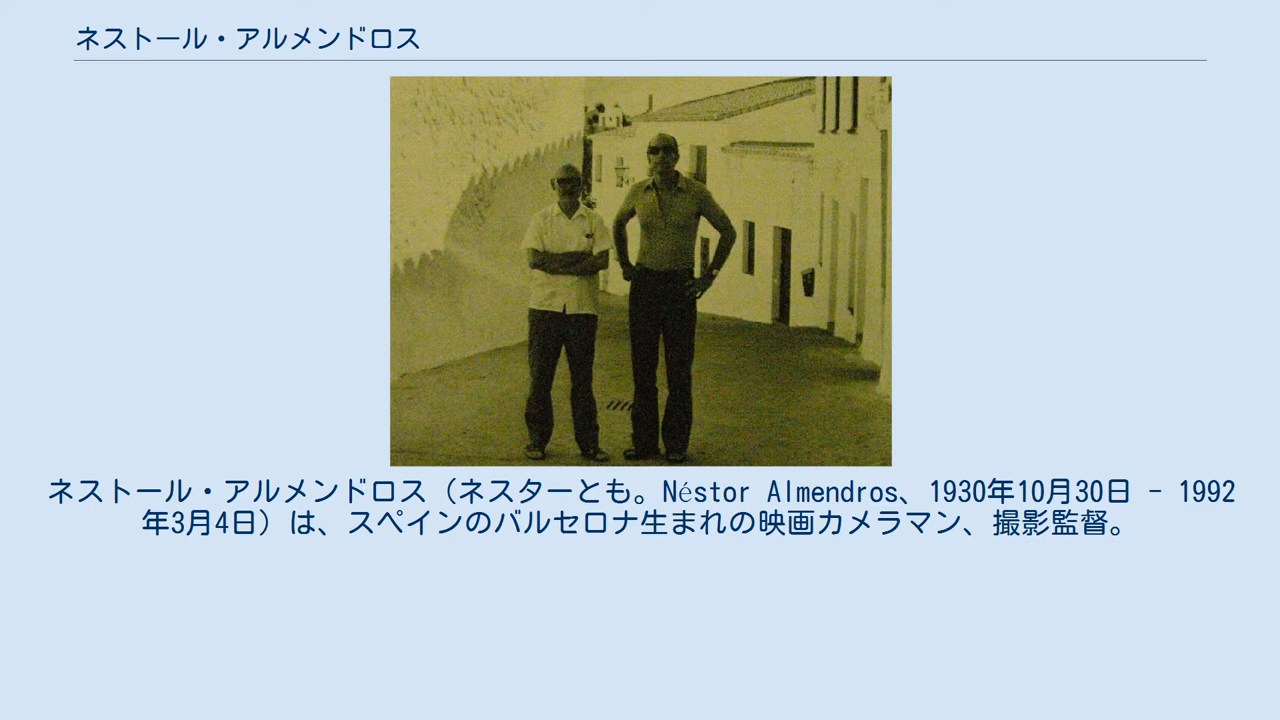 ネストール・アルメンドロス
ネストール・アルメンドロス（ネスターとも。Néstor Almendros、1930年10月30日 - 1992
年3月4日）は、スペインのバルセロナ生まれの映画カメラマン、撮影監督。